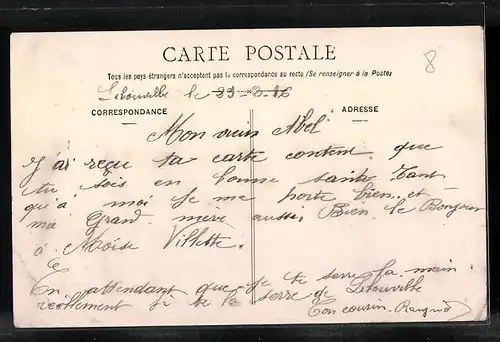 CARTE POSTALE
8
Tous les pays étrangers n'acceptent pas la correspondance au recto (Se renseigner à la Poste)
le
CORRESPONDANCE
ADRESSE
Mon vieux Abel
J'ai reçu ta carte content que
tu sois en bonne santé Tant
qu'à moi je me porte bien et
ma Grand mère aussi. Bien le Bonjour
à Moïse Villette.
En attendant que je te serre la main
réellement je te la serre de
Ton cousin